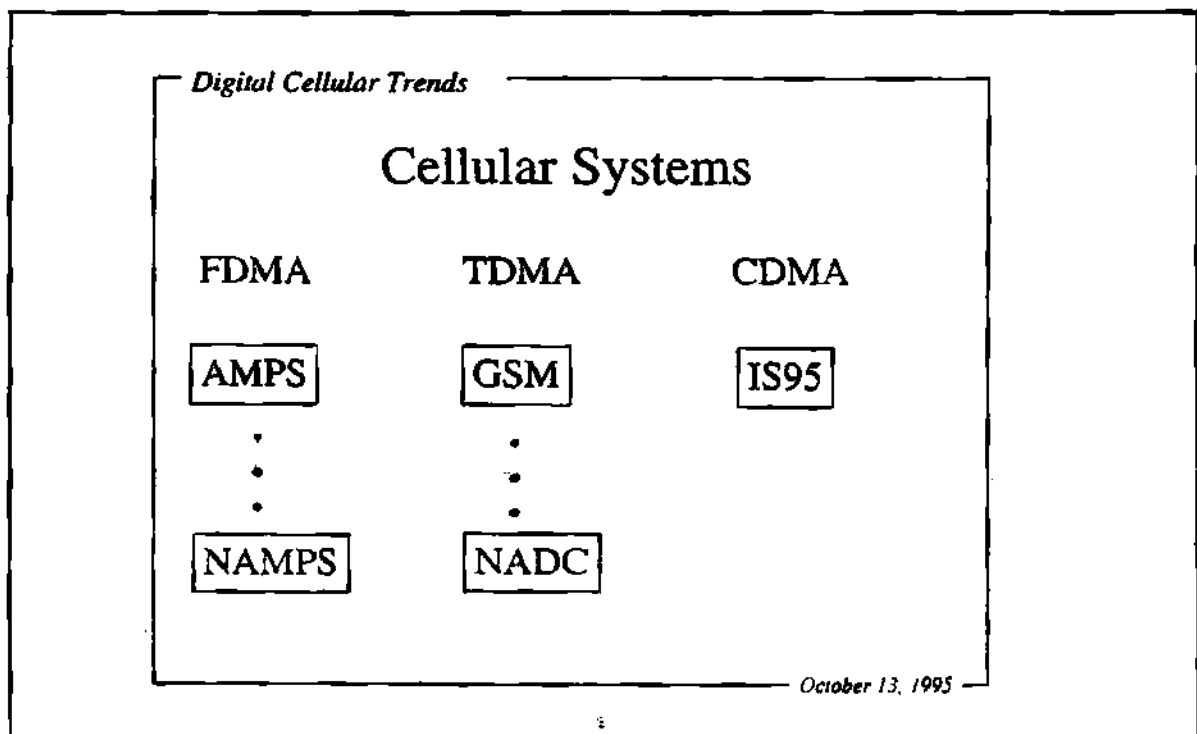 Digital Cellular Trends
Cellular Systems
FDMA TDMA CDMA
AMPS GSM IS95
NAMPS NADC
October 13, 1995